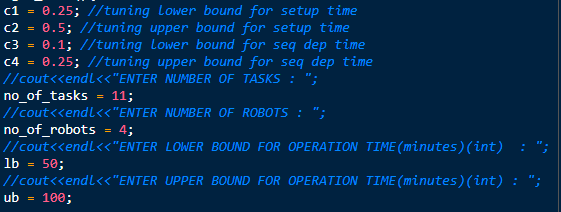 c1 = 0.25; //tuning lower bound for setup time
c2 = 0.5; //tuning upper bound for setup time
c3 = 0.1; //tuning lower bound for seq dep time
c4 = 0.25; //tuning upper bound for seq dep time
//cout<<endl<<"ENTER NUMBER OF TASKS : ";
no_of_tasks = 11;
//cout<<endl<<"ENTER NUMBER OF ROBOTS : ";
no_of_robots = 4;
//cout<<endl<<"ENTER LOWER BOUND FOR OPERATION TIME(minutes)(int)  : ";
lb = 50;
//cout<<endl<<"ENTER UPPER BOUND FOR OPERATION TIME(minutes)(int) : ";
ub = 100;